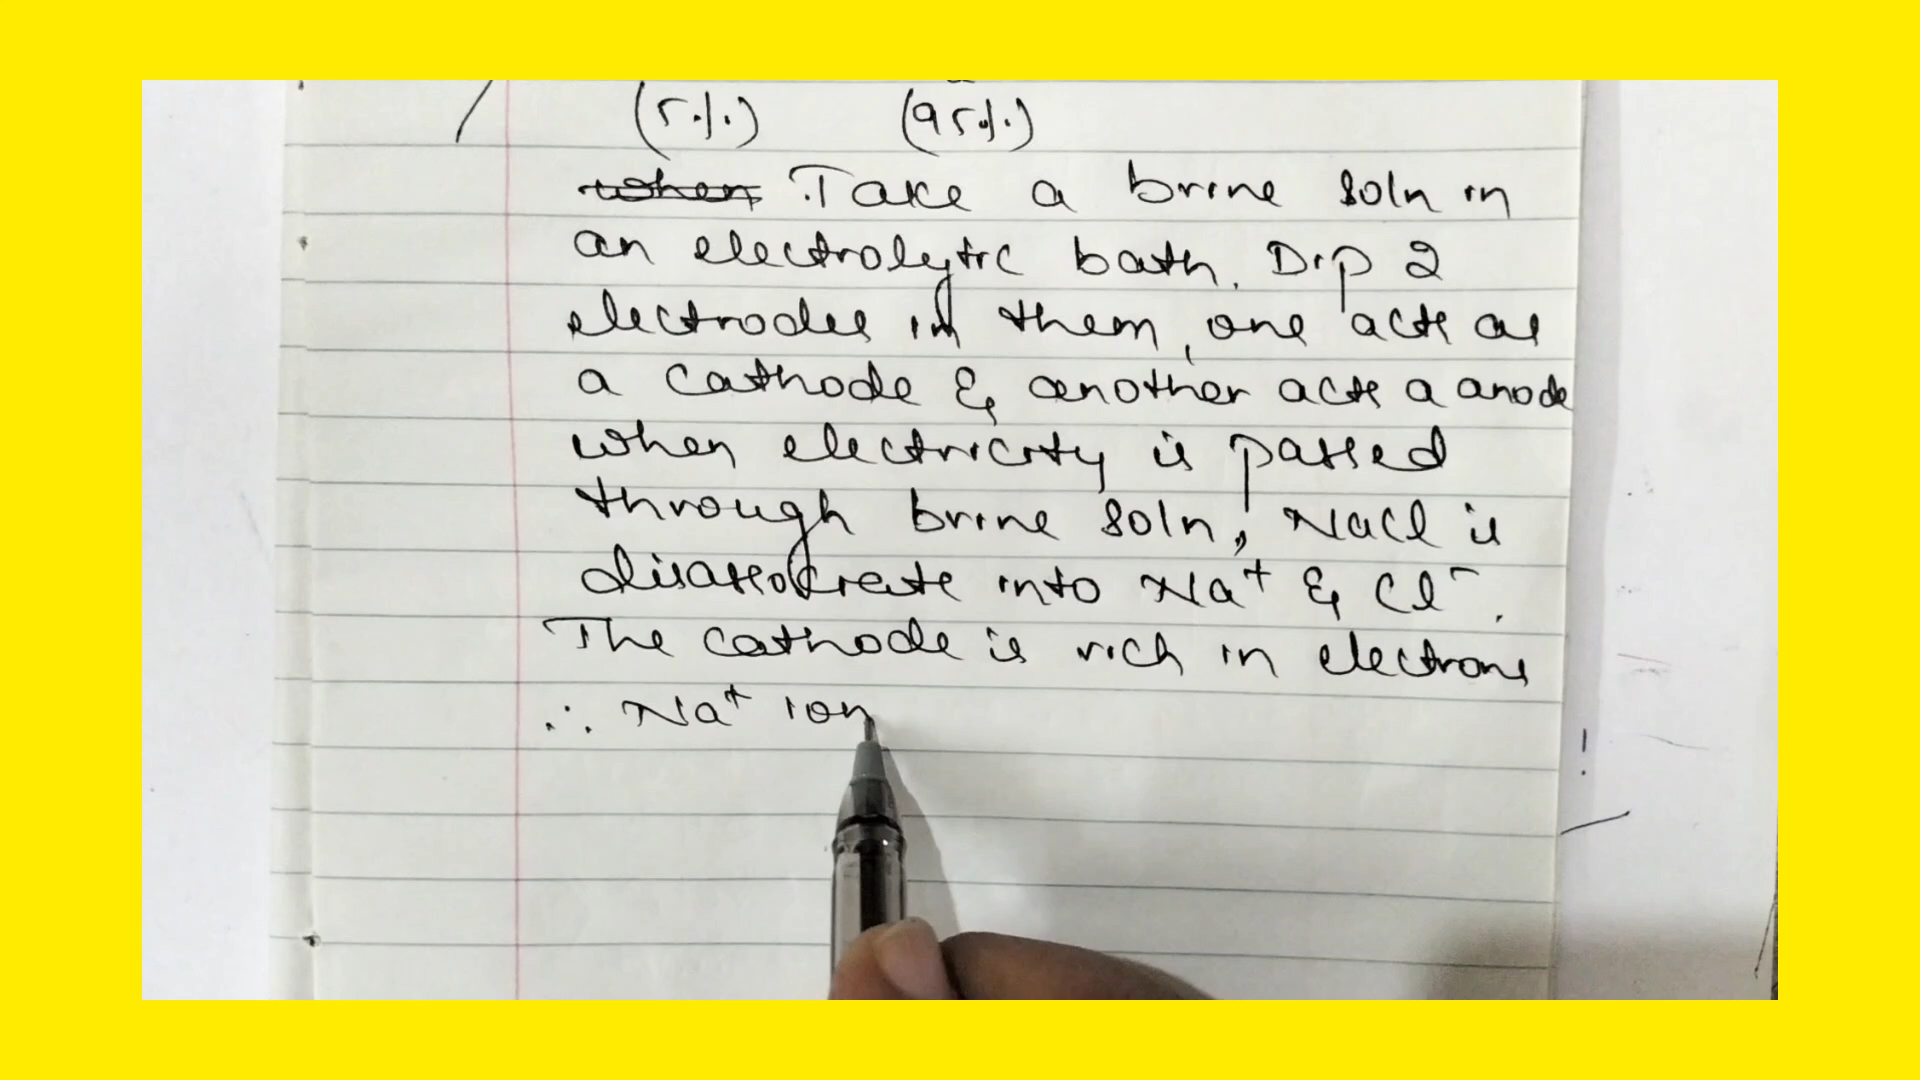 (5%) (95%)
when Take a brine soln in
an electrolytic bath. Dip 2
electrodes in them, one acts as
a cathode & another acts a anode
when electricity is passed
through brine soln, NaCl is
disassociate into Na⁺ & Cl⁻.
The cathode is rich in electrons
∴ Na⁺ ion